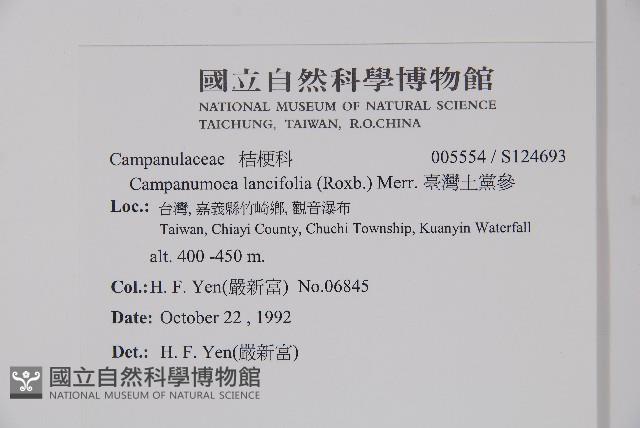 國立自然科學博物館
NATIONAL MUSEUM OF NATURAL SCIENCE
TAICHUNG, TAIWAN, R.O.CHINA
Campanulaceae 桔梗科 005554 / S124693
Campanumoea lancifolia (Roxb.) Merr. 臺灣土黨參
Loc.: 台灣, 嘉義縣竹崎鄉, 觀音瀑布
Taiwan, Chiayi County, Chuchi Township, Kuanyin Waterfall
alt. 400 -450 m.
Col.: H. F. Yen(嚴新富) No.06845
Date: October 22 , 1992
Det.: H. F. Yen(嚴新富)
國立自然科學博物館
NATIONAL MUSEUM OF NATURAL SCIENCE